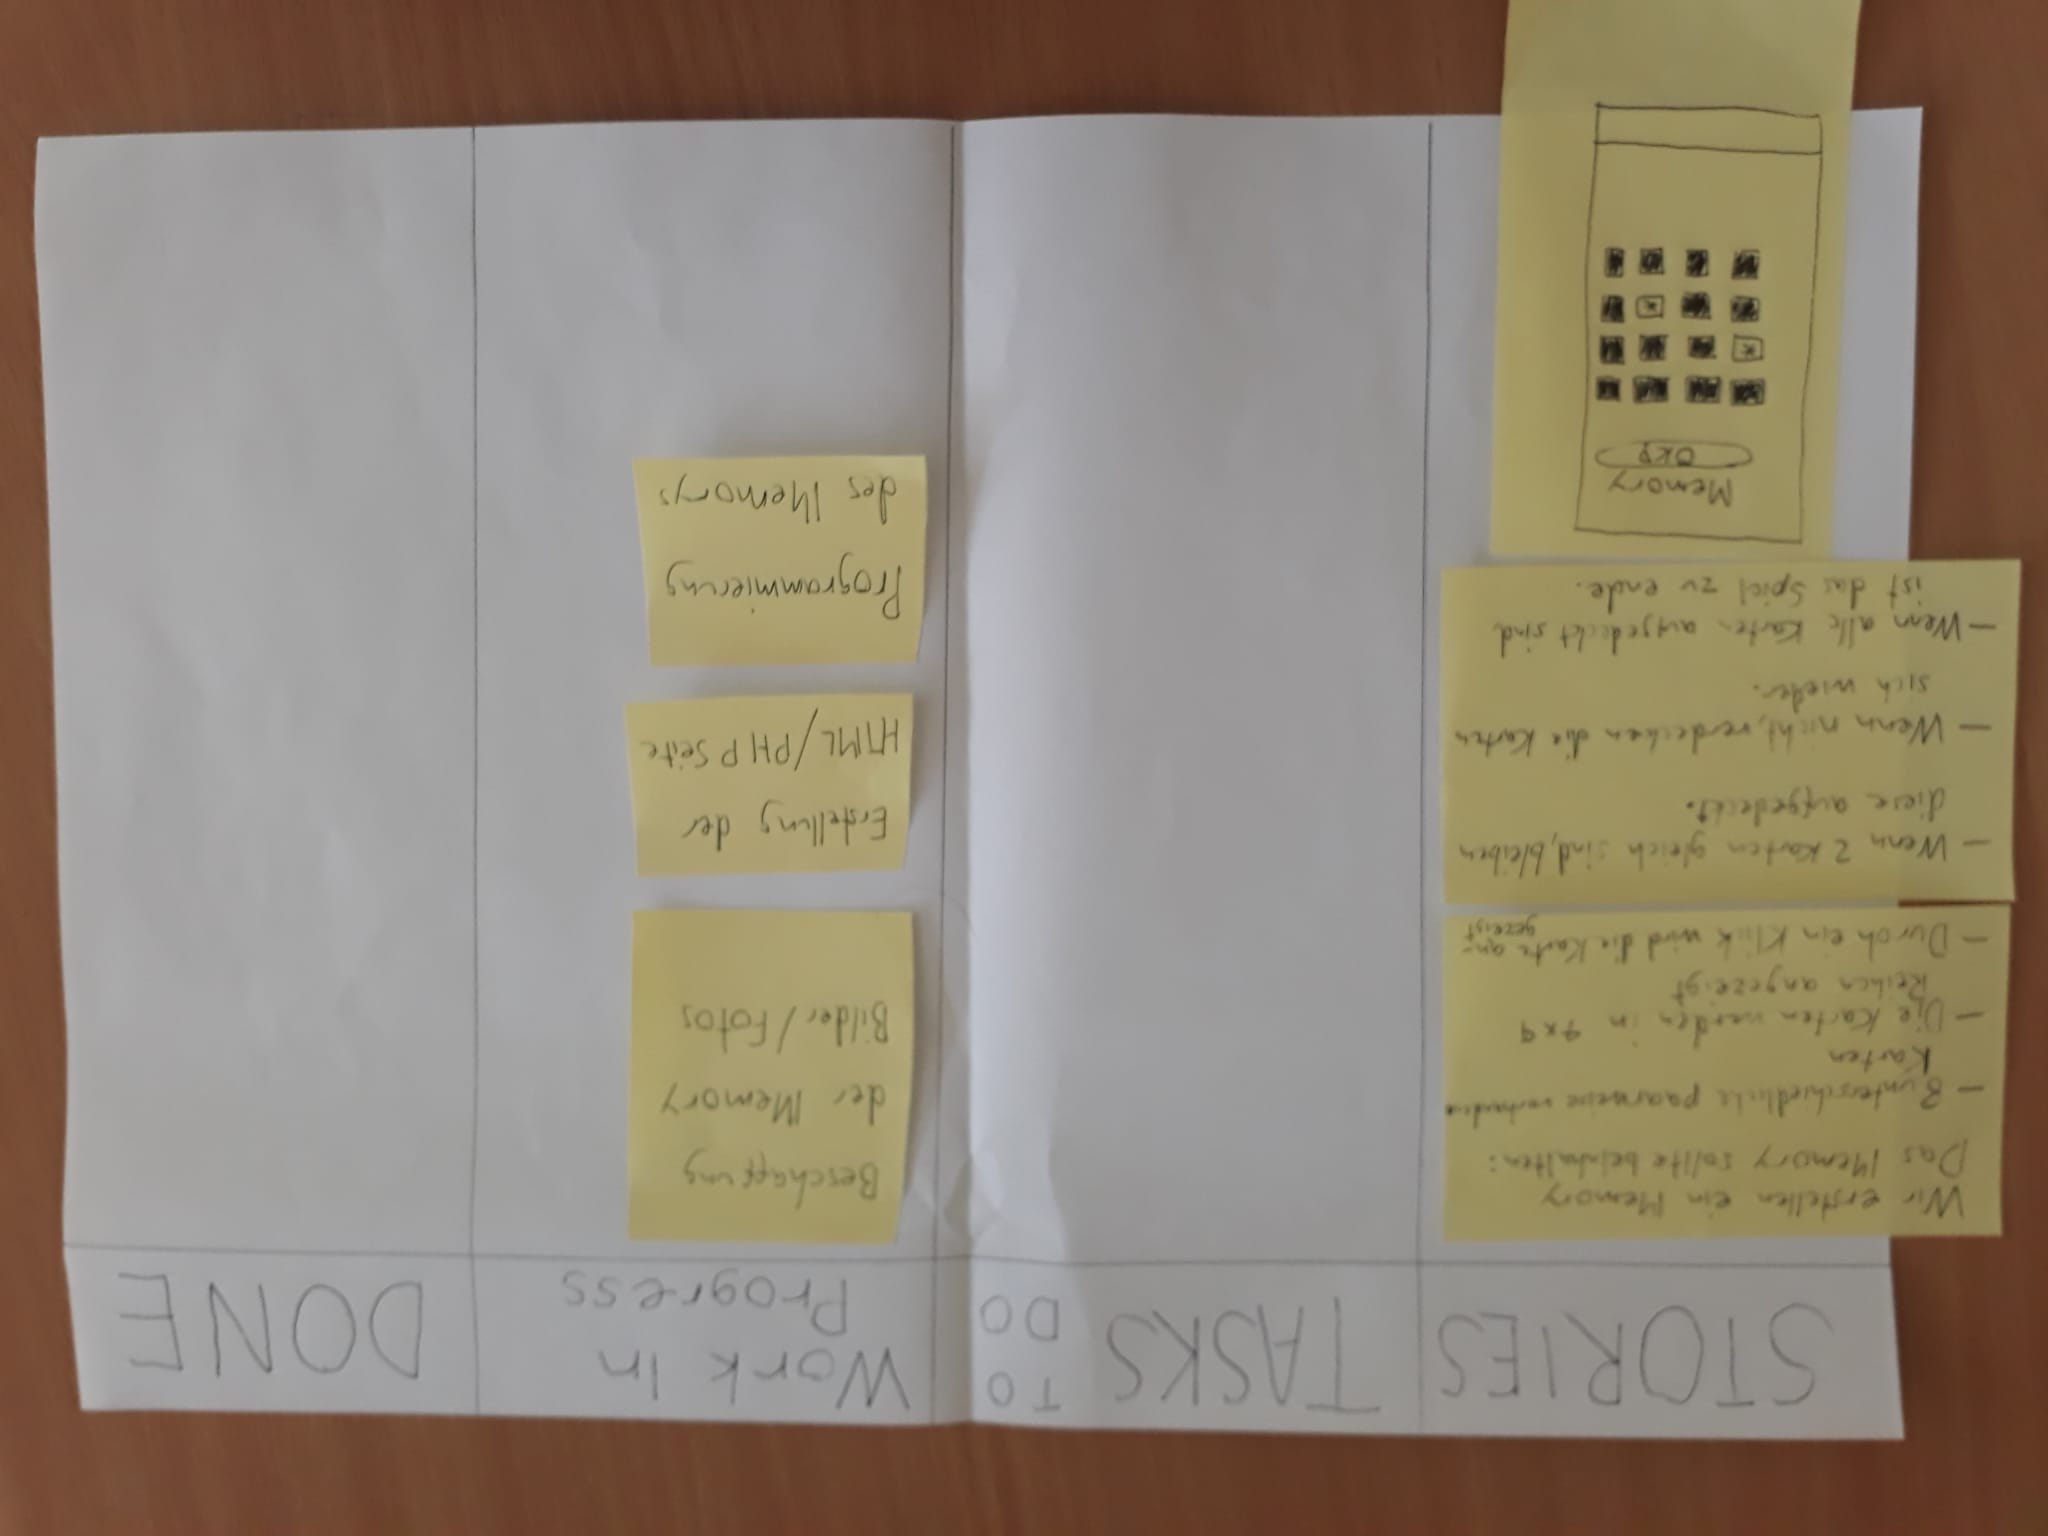 STORIES
TASKS TO DO
Work In Progress
DONE
Wir erstellen ein Memory
Das Memory sollte beinhalten:
- 8 unterschiedliche paarweise vorhandene
Karten
- Die Karten werden in 4x4
Reihen angezeigt
- Durch ein Klick wird die Karte an-
gezeigt
- Wenn 2 Karten gleich sind, bleiben
diese aufgedeckt.
- Wenn nicht, verdecken die Karten
sich wieder.
- Wenn alle Karten aufgedeckt sind,
ist das Spiel zu ende.
Memory
Beschaffung
der Memory
Bilder/Fotos
Erstellung der
HTML/PHP Seite
Programmierung
des Memorys